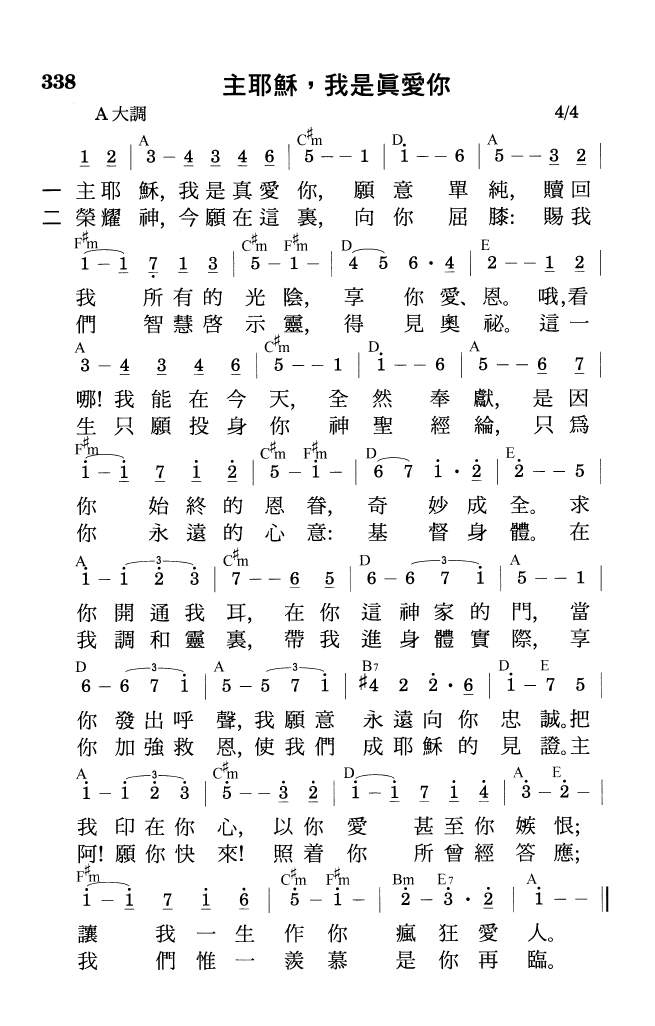 338 主耶穌，我是眞愛你
A大調 4/4
A C♯m D A
1 2 | 3 – 4 3 4 6 | 5 – – 1 | 1 – – 6 | 5 – – 3 2 |
一 主耶 穌, 我是真愛 你, 願 意 單 純, 贖回
二 榮耀 神, 今願在這 裏, 向 你 屈 膝: 賜我
F♯m C♯m F♯m D E
1 – 1 7 1 3 | 5 – 1 – | 4 5 6 · 4 | 2 – – 1 2 |
我 所有的 光陰, 享 你愛、恩。 哦,看
們 智慧啓 示靈, 得 見奧祕。 這一
A C♯m D A
3 – 4 3 4 6 | 5 – – 1 | 1 – – 6 | 5 – – 6 7 |
哪! 我能在今 天, 全 然 奉 獻, 是因
生 只願投身 你 神 聖 經 綸, 只爲
F♯m C♯m F♯m D E
1 – 1 7 1 2 | 5 – 1 – | 6 7 1 · 2 | 2 – – 5 |
你 始終的 恩眷, 奇 妙成全。 求
你 永遠的 心意: 基 督身體。 在
A 3 C♯m D 3 A
1 – 1 2 3 | 7 – – 6 5 | 6 – 6 7 1 | 5 – – 1 |
你 開通我 耳, 在你 這 神家的 門, 當
我 調和靈 裏, 帶我 進 身體實 際, 享
D 3 A 3 B7 D E
6 – 6 7 1 | 5 – 5 7 1 | ♯4 2 2 · 6 | 1 – 7 5 |
你 發出呼 聲, 我願意 永遠向你 忠 誠。把
你 加強救 恩, 使我們 成耶穌的 見 證。主
A 3 C♯m D A E
1 – 1 2 3 | 5 – – 3 2 | 1 – 1 7 1 4 | 3 – 2 – |
我 印在你 心, 以你 愛 甚至你 嫉 恨;
阿! 願你快 來! 照着 你 所曾經 答 應;
F♯m C♯m F♯m Bm E7 A
1 – 1 7 1 6 | 5 – 1 – | 2 – 3 · 2 | 1 – – ‖
讓 我一生 作你 瘋 狂愛 人。
我 們惟一 羨慕 是 你再 臨。